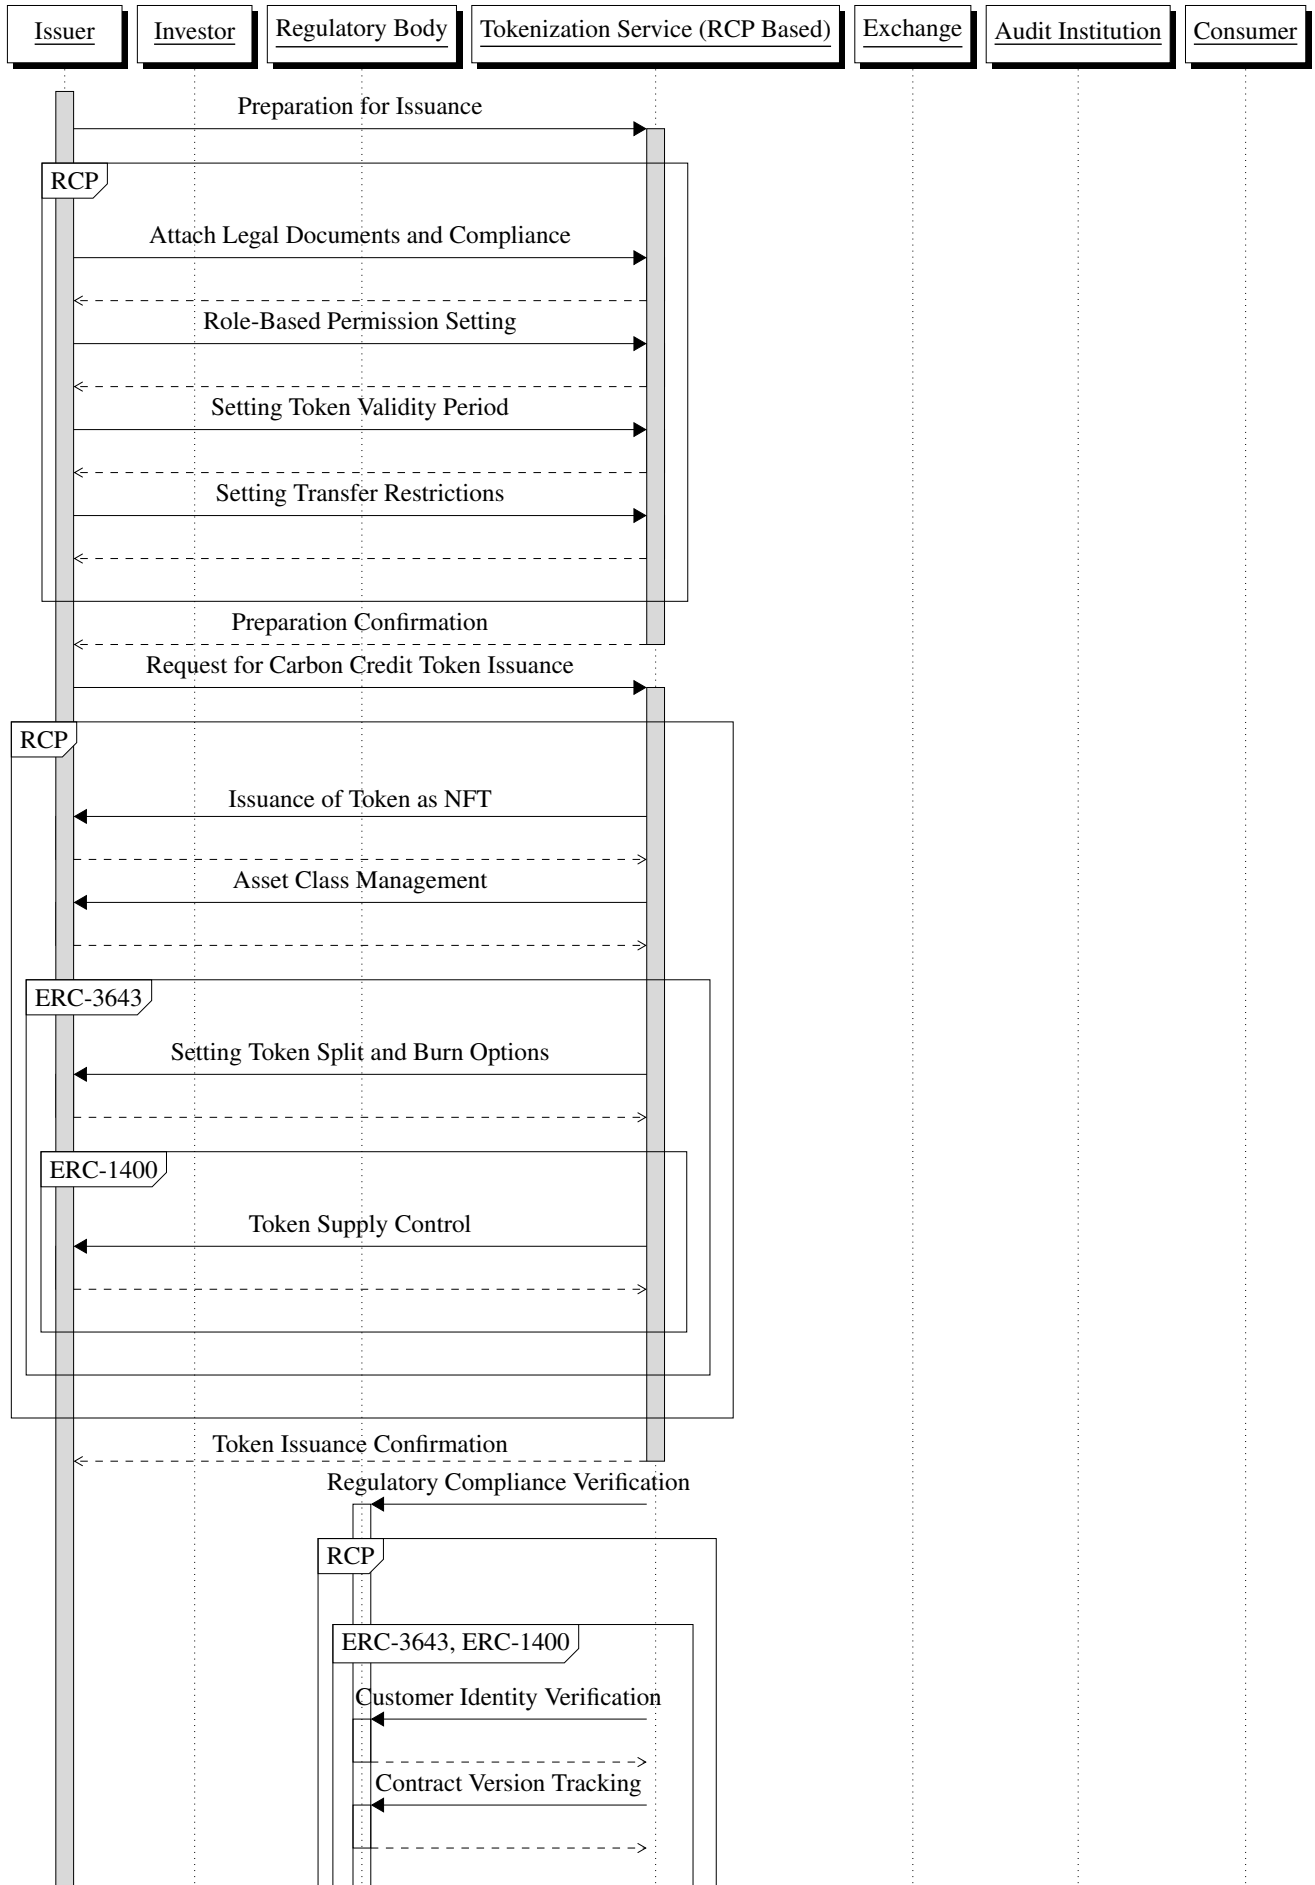 Issuer
Investor
Regulatory Body
Tokenization Service (RCP Based)
Exchange
Audit Institution
Consumer
Preparation for Issuance
RCP
Attach Legal Documents and Compliance
Role-Based Permission Setting
Setting Token Validity Period
Setting Transfer Restrictions
Preparation Confirmation
Request for Carbon Credit Token Issuance
RCP
Issuance of Token as NFT
Asset Class Management
ERC-3643
Setting Token Split and Burn Options
ERC-1400
Token Supply Control
Token Issuance Confirmation
Regulatory Compliance Verification
RCP
ERC-3643, ERC-1400
Customer Identity Verification
Contract Version Tracking